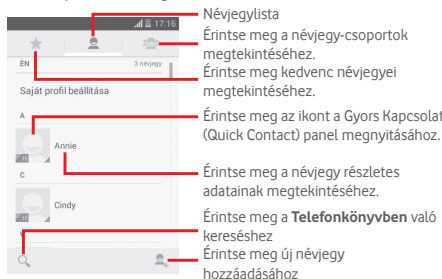 17:16
ÉN
3 névjegy
Saját profil beállítása
A
Annie
C
Cindy
Névjegylista
Érintse meg a névjegy-csoportok
megtekintéséhez.
Érintse meg kedvenc névjegyei
megtekintéséhez.
Érintse meg az ikont a Gyors Kapcsolat
(Quick Contact) panel megnyitásához.
Érintse meg a névjegy részletes
adatainak megtekintéséhez.
Érintse meg a Telefonkönyvben való
kereséshez
Érintse meg új névjegy
hozzáadásához